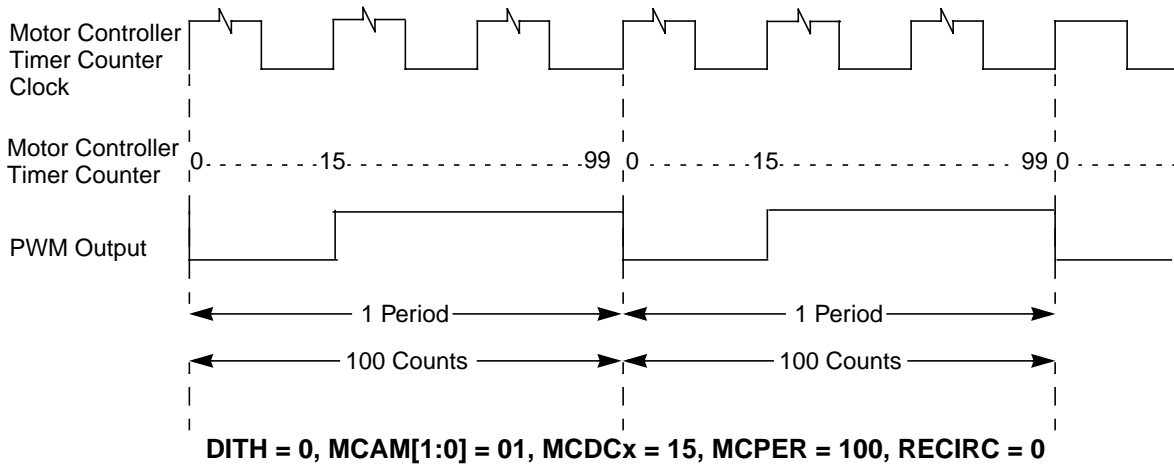 Motor Controller
Timer Counter
Clock
Motor Controller
Timer Counter
0 15 99 0 15 99 0
PWM Output
1 Period 1 Period
100 Counts 100 Counts
DITH = 0, MCAM[1:0] = 01, MCDCx = 15, MCPER = 100, RECIRC = 0